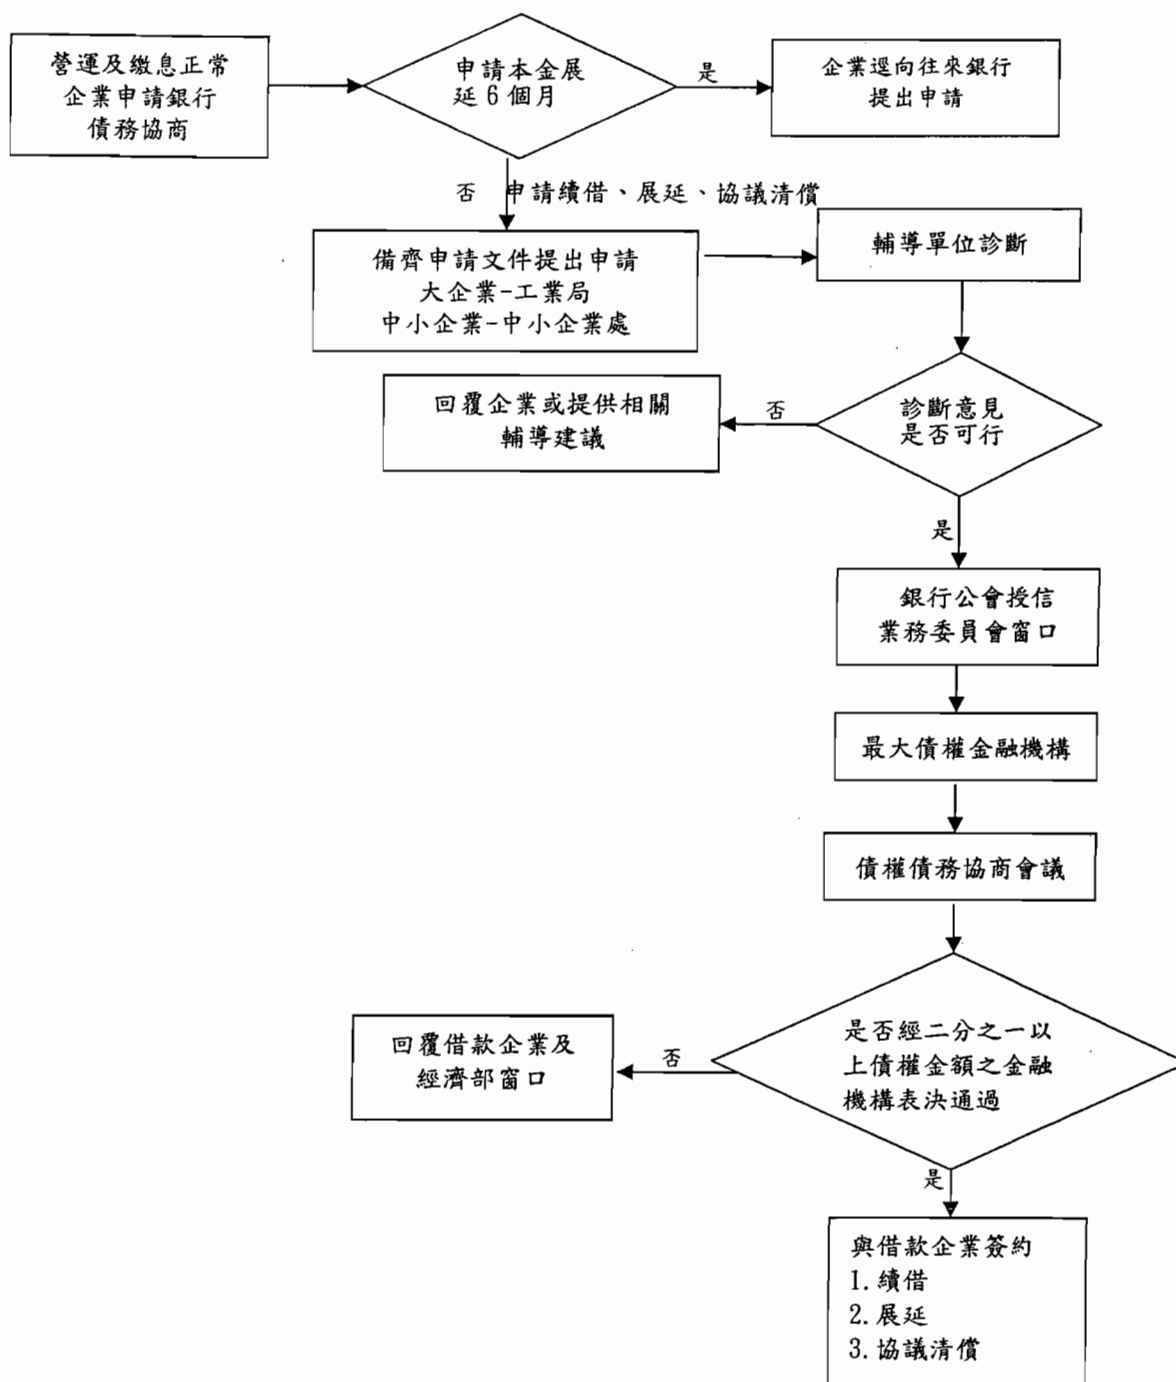 營運及繳息正常
企業申請銀行
債務協商
申請本金展
延6個月
是
企業逕向往來銀行
提出申請
否 申請續借、展延、協議清償
備齊申請文件提出申請
大企業-工業局
中小企業-中小企業處
輔導單位診斷
診斷意見
是否可行
否
回覆企業或提供相關
輔導建議
是
銀行公會授信
業務委員會窗口
最大債權金融機構
債權債務協商會議
是否經二分之一以
上債權金額之金融
機構表決通過
否
回覆借款企業及
經濟部窗口
是
與借款企業簽約
1.續借
2.展延
3.協議清償